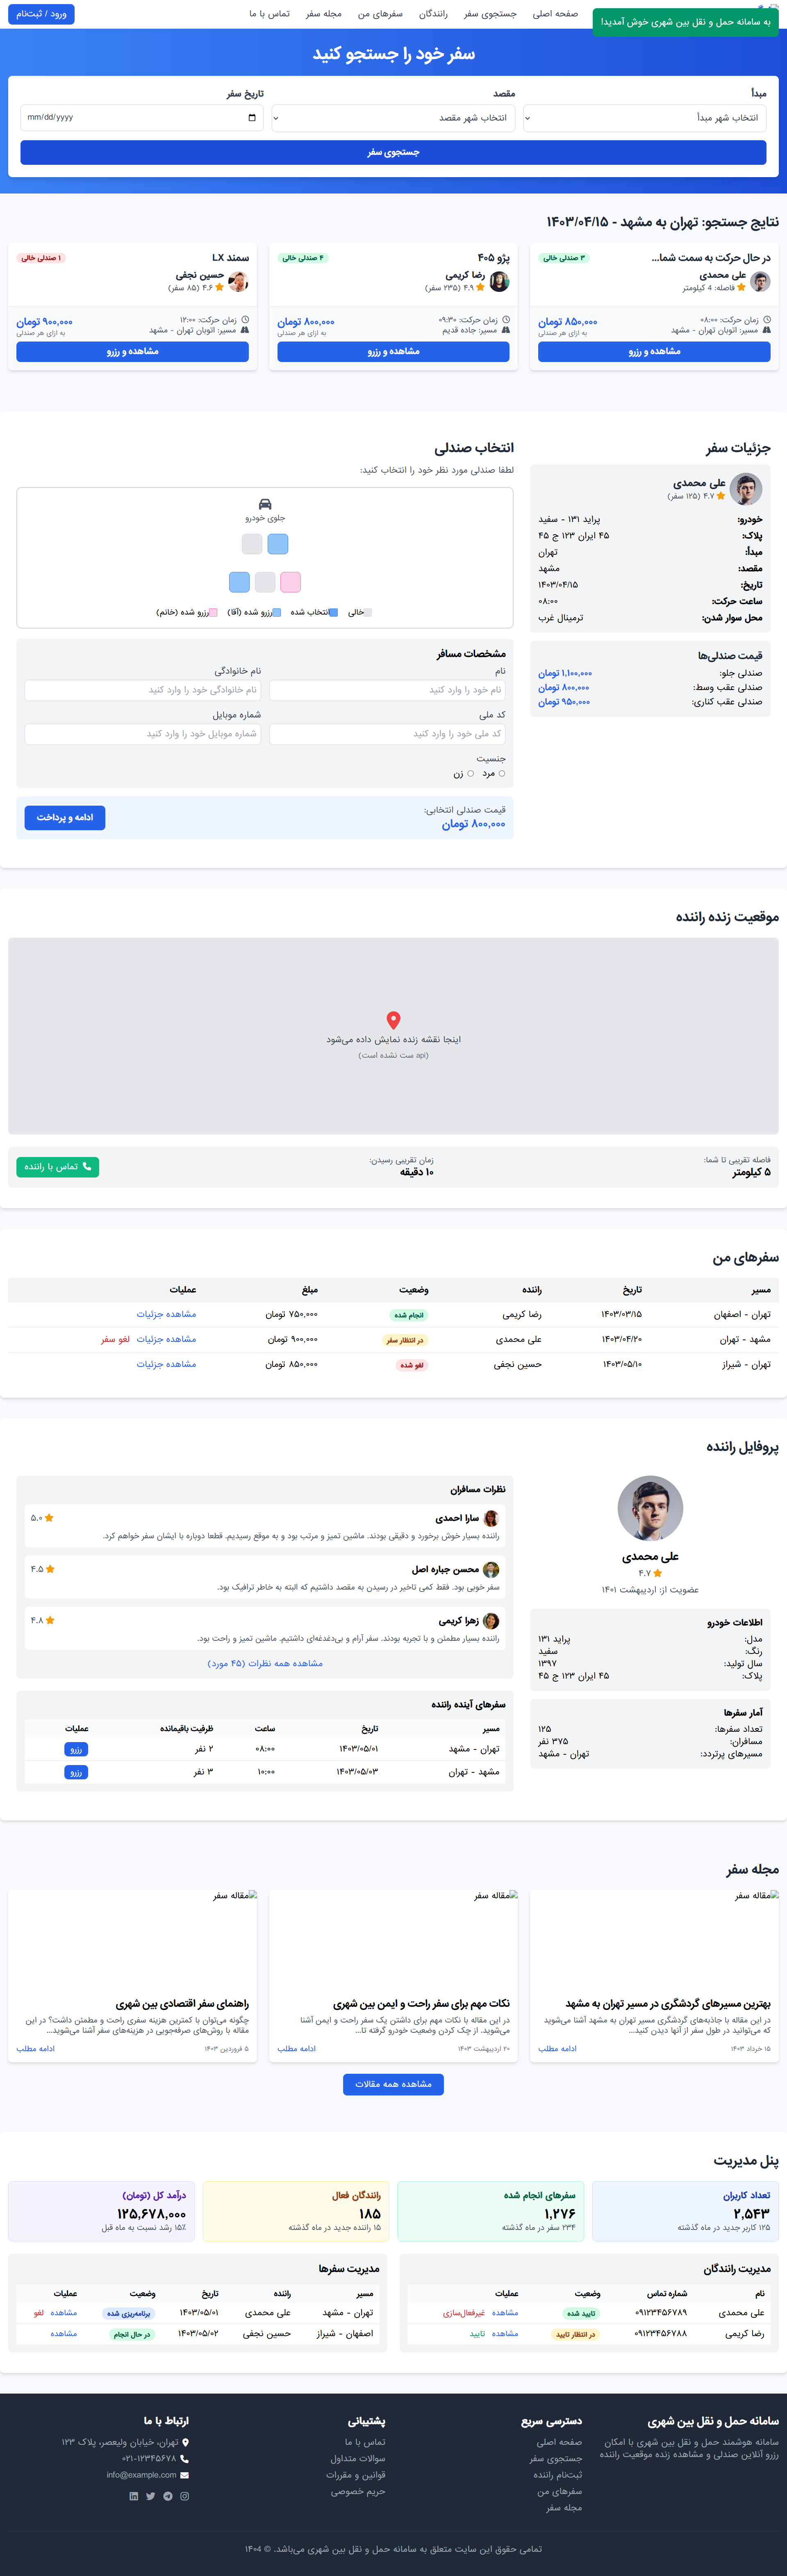 به سامانه حمل و نقل بین شهری خوش آمدید!
صفحه اصلی
جستجوی سفر
رانندگان
سفرهای من
مجله سفر
تماس با ما
ورود / ثبت‌نام
سفر خود را جستجو کنید
مبدأ
مقصد
تاریخ سفر
انتخاب شهر مبدأ
انتخاب شهر مقصد
mm/dd/yyyy
جستجوی سفر
نتایج جستجو: تهران به مشهد - ۱۴۰۳/۰۴/۱۵
در حال حرکت به سمت شما...
۳ صندلی خالی
علی محمدی
فاصله: 4 کیلومتر
زمان حرکت: ۰۸:۰۰
مسیر: اتوبان تهران - مشهد
۸۵۰,۰۰۰ تومان
به ازای هر صندلی
مشاهده و رزرو
پژو ۴۰۵
۴ صندلی خالی
رضا کریمی
۴.۹ (۲۳۵ سفر)
زمان حرکت: ۰۹:۳۰
مسیر: جاده قدیم
۸۰۰,۰۰۰ تومان
به ازای هر صندلی
مشاهده و رزرو
سمند LX
۱ صندلی خالی
حسین نجفی
۴.۶ (۸۵ سفر)
زمان حرکت: ۱۲:۰۰
مسیر: اتوبان تهران - مشهد
۹۰۰,۰۰۰ تومان
به ازای هر صندلی
مشاهده و رزرو
جزئیات سفر
علی محمدی
۴.۷ (۱۲۵ سفر)
خودرو: پراید ۱۳۱ - سفید
پلاک: ۴۵ ایران ۱۲۳ ج ۴۵
مبدأ: تهران
مقصد: مشهد
تاریخ: ۱۴۰۳/۰۴/۱۵
ساعت حرکت: ۰۸:۰۰
محل سوار شدن: ترمینال غرب
قیمت صندلی‌ها
صندلی جلو: ۱,۱۰۰,۰۰۰ تومان
صندلی عقب وسط: ۸۰۰,۰۰۰ تومان
صندلی عقب کناری: ۹۵۰,۰۰۰ تومان
انتخاب صندلی
لطفا صندلی مورد نظر خود را انتخاب کنید:
جلوی خودرو
خالی
انتخاب شده
رزرو شده (آقا)
رزرو شده (خانم)
مشخصات مسافر
نام
نام خانوادگی
نام خود را وارد کنید
نام خانوادگی خود را وارد کنید
کد ملی
شماره موبایل
کد ملی خود را وارد کنید
شماره موبایل خود را وارد کنید
جنسیت
مرد
زن
قیمت صندلی انتخابی:
۸۰۰,۰۰۰ تومان
ادامه و پرداخت
موقعیت زنده راننده
اینجا نقشه زنده نمایش داده می‌شود
(api ست نشده است)
فاصله تقریبی تا شما:
۵ کیلومتر
زمان تقریبی رسیدن:
۱۰ دقیقه
تماس با راننده
سفرهای من
مسیر تاریخ راننده وضعیت مبلغ عملیات
تهران - اصفهان ۱۴۰۳/۰۳/۱۵ رضا کریمی انجام شده ۷۵۰,۰۰۰ تومان مشاهده جزئیات
مشهد - تهران ۱۴۰۳/۰۴/۲۰ علی محمدی در انتظار سفر ۹۰۰,۰۰۰ تومان مشاهده جزئیات لغو سفر
تهران - شیراز ۱۴۰۳/۰۵/۱۰ حسین نجفی لغو شده ۸۵۰,۰۰۰ تومان مشاهده جزئیات
پروفایل راننده
علی محمدی
۴.۷
عضویت از: اردیبهشت ۱۴۰۱
اطلاعات خودرو
مدل: پراید ۱۳۱
رنگ: سفید
سال تولید: ۱۳۹۷
پلاک: ۴۵ ایران ۱۲۳ ج ۴۵
آمار سفرها
تعداد سفرها: ۱۲۵
مسافران: ۳۷۵ نفر
مسیرهای پرتردد: تهران - مشهد
نظرات مسافران
سارا احمدی
۵.۰
راننده بسیار خوش برخورد و دقیقی بودند. ماشین تمیز و مرتب بود و به موقع رسیدیم. قطعا دوباره با ایشان سفر خواهم کرد.
محسن جباره اصل
۴.۵
سفر خوبی بود. فقط کمی تاخیر در رسیدن به مقصد داشتیم که البته به خاطر ترافیک بود.
زهرا کریمی
۴.۸
راننده بسیار مطمئن و با تجربه بودند. سفر آرام و بی‌دغدغه‌ای داشتیم. ماشین تمیز و راحت بود.
مشاهده همه نظرات (۴۵ مورد)
سفرهای آینده راننده
مسیر تاریخ ساعت ظرفیت باقیمانده عملیات
تهران - مشهد ۱۴۰۳/۰۵/۰۱ ۰۸:۰۰ ۲ نفر رزرو
مشهد - تهران ۱۴۰۳/۰۵/۰۳ ۱۰:۰۰ ۳ نفر رزرو
مجله سفر
مقاله سفر
بهترین مسیرهای گردشگری در مسیر تهران به مشهد
در این مقاله با جاذبه‌های گردشگری مسیر تهران به مشهد آشنا می‌شوید
که می‌توانید در طول سفر از آنها دیدن کنید...
۱۵ خرداد ۱۴۰۳
ادامه مطلب
مقاله سفر
نکات مهم برای سفر راحت و ایمن بین شهری
در این مقاله با نکات مهم برای داشتن یک سفر راحت و ایمن آشنا
می‌شوید. از چک کردن وضعیت خودرو گرفته تا...
۲۰ اردیبهشت ۱۴۰۳
ادامه مطلب
مقاله سفر
راهنمای سفر اقتصادی بین شهری
چگونه می‌توان با کمترین هزینه سفری راحت و مطمئن داشت؟ در این
مقاله با روش‌های صرفه‌جویی در هزینه‌های سفر آشنا می‌شوید...
۵ فروردین ۱۴۰۳
ادامه مطلب
مشاهده همه مقالات
پنل مدیریت
تعداد کاربران
۲,۵۴۳
۱۲۵ کاربر جدید در ماه گذشته
سفرهای انجام شده
۱,۲۷۶
۲۳۴ سفر در ماه گذشته
رانندگان فعال
۱۸۵
۱۵ راننده جدید در ماه گذشته
درآمد کل (تومان)
۱۲۵,۶۷۸,۰۰۰
۱۵٪ رشد نسبت به ماه قبل
مدیریت رانندگان
نام شماره تماس وضعیت عملیات
علی محمدی ۰۹۱۲۳۴۵۶۷۸۹ تایید شده مشاهده غیرفعال‌سازی
رضا کریمی ۰۹۱۲۳۴۵۶۷۸۸ در انتظار تایید مشاهده تایید
مدیریت سفرها
مسیر راننده تاریخ وضعیت عملیات
تهران - مشهد علی محمدی ۱۴۰۳/۰۵/۰۱ برنامه‌ریزی شده مشاهده لغو
اصفهان - شیراز حسین نجفی ۱۴۰۳/۰۵/۰۲ در حال انجام مشاهده
سامانه حمل و نقل بین شهری
سامانه هوشمند حمل و نقل بین شهری با امکان
رزرو آنلاین صندلی و مشاهده زنده موقعیت راننده
دسترسی سریع
صفحه اصلی
جستجوی سفر
ثبت‌نام راننده
سفرهای من
مجله سفر
پشتیبانی
تماس با ما
سوالات متداول
قوانین و مقررات
حریم خصوصی
ارتباط با ما
تهران، خیابان ولیعصر، پلاک ۱۲۳
۰۲۱-۱۲۳۴۵۶۷۸
info@example.com
تمامی حقوق این سایت متعلق به سامانه حمل و نقل بین شهری می‌باشد. © ۱۴۰۴